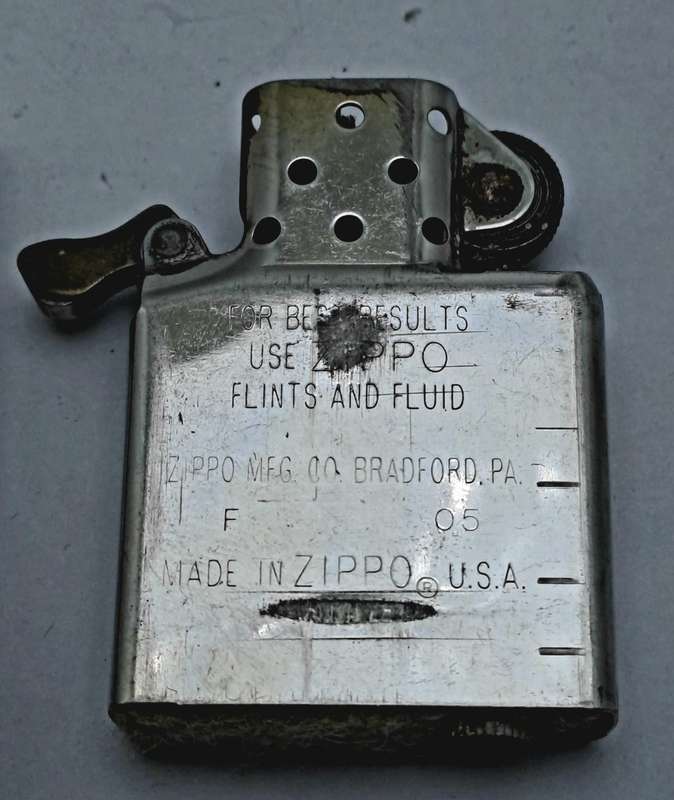 FOR BEST RESULTS
USE ZIPPO
FLINTS AND FLUID
ZIPPO MFG. CO. BRADFORD, PA.
F 05
MADE IN ZIPPO® U.S.A.